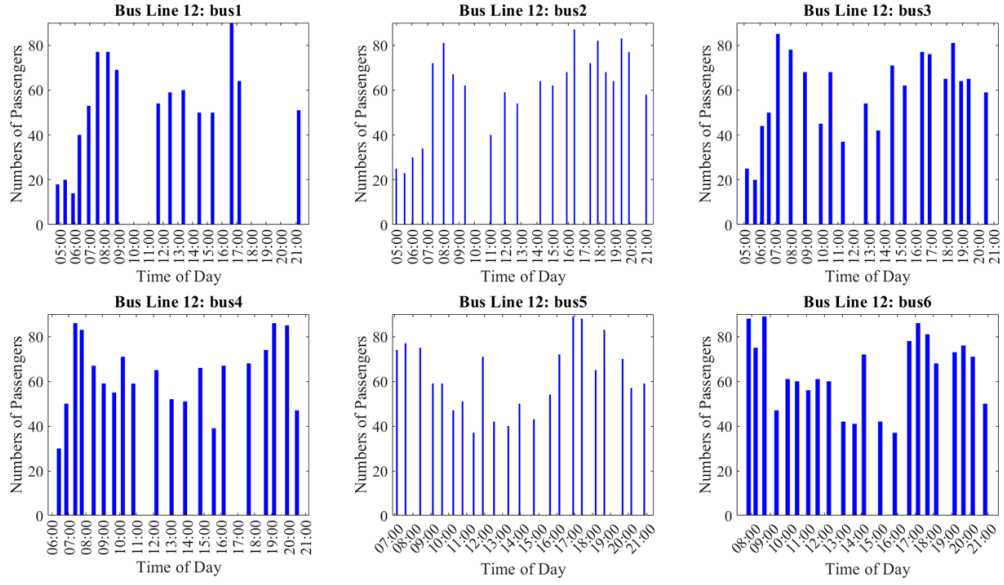 Bus Line 12: bus1
Numbers of Passengers
80
60
40
20
0
05:00 06:00 07:00 08:00 09:00 10:00 11:00 12:00 13:00 14:00 15:00 16:00 17:00 18:00 19:00 20:00 21:00
Time of Day
Bus Line 12: bus2
Numbers of Passengers
80
60
40
20
0
05:00 06:00 07:00 08:00 09:00 10:00 11:00 12:00 13:00 14:00 15:00 16:00 17:00 18:00 19:00 20:00 21:00
Time of Day
Bus Line 12: bus3
Numbers of Passengers
80
60
40
20
0
05:00 06:00 07:00 08:00 09:00 10:00 11:00 12:00 13:00 14:00 15:00 16:00 17:00 18:00 19:00 20:00 21:00
Time of Day
Bus Line 12: bus4
Numbers of Passengers
80
60
40
20
0
06:00 07:00 08:00 09:00 10:00 11:00 12:00 13:00 14:00 15:00 16:00 17:00 18:00 19:00 20:00 21:00
Time of Day
Bus Line 12: bus5
Numbers of Passengers
80
60
40
20
0
07:00 08:00 09:00 10:00 11:00 12:00 13:00 14:00 15:00 16:00 17:00 18:00 19:00 20:00 21:00
Time of Day
Bus Line 12: bus6
Numbers of Passengers
80
60
40
20
0
08:00 09:00 10:00 11:00 12:00 13:00 14:00 15:00 16:00 17:00 18:00 19:00 20:00 21:00
Time of Day